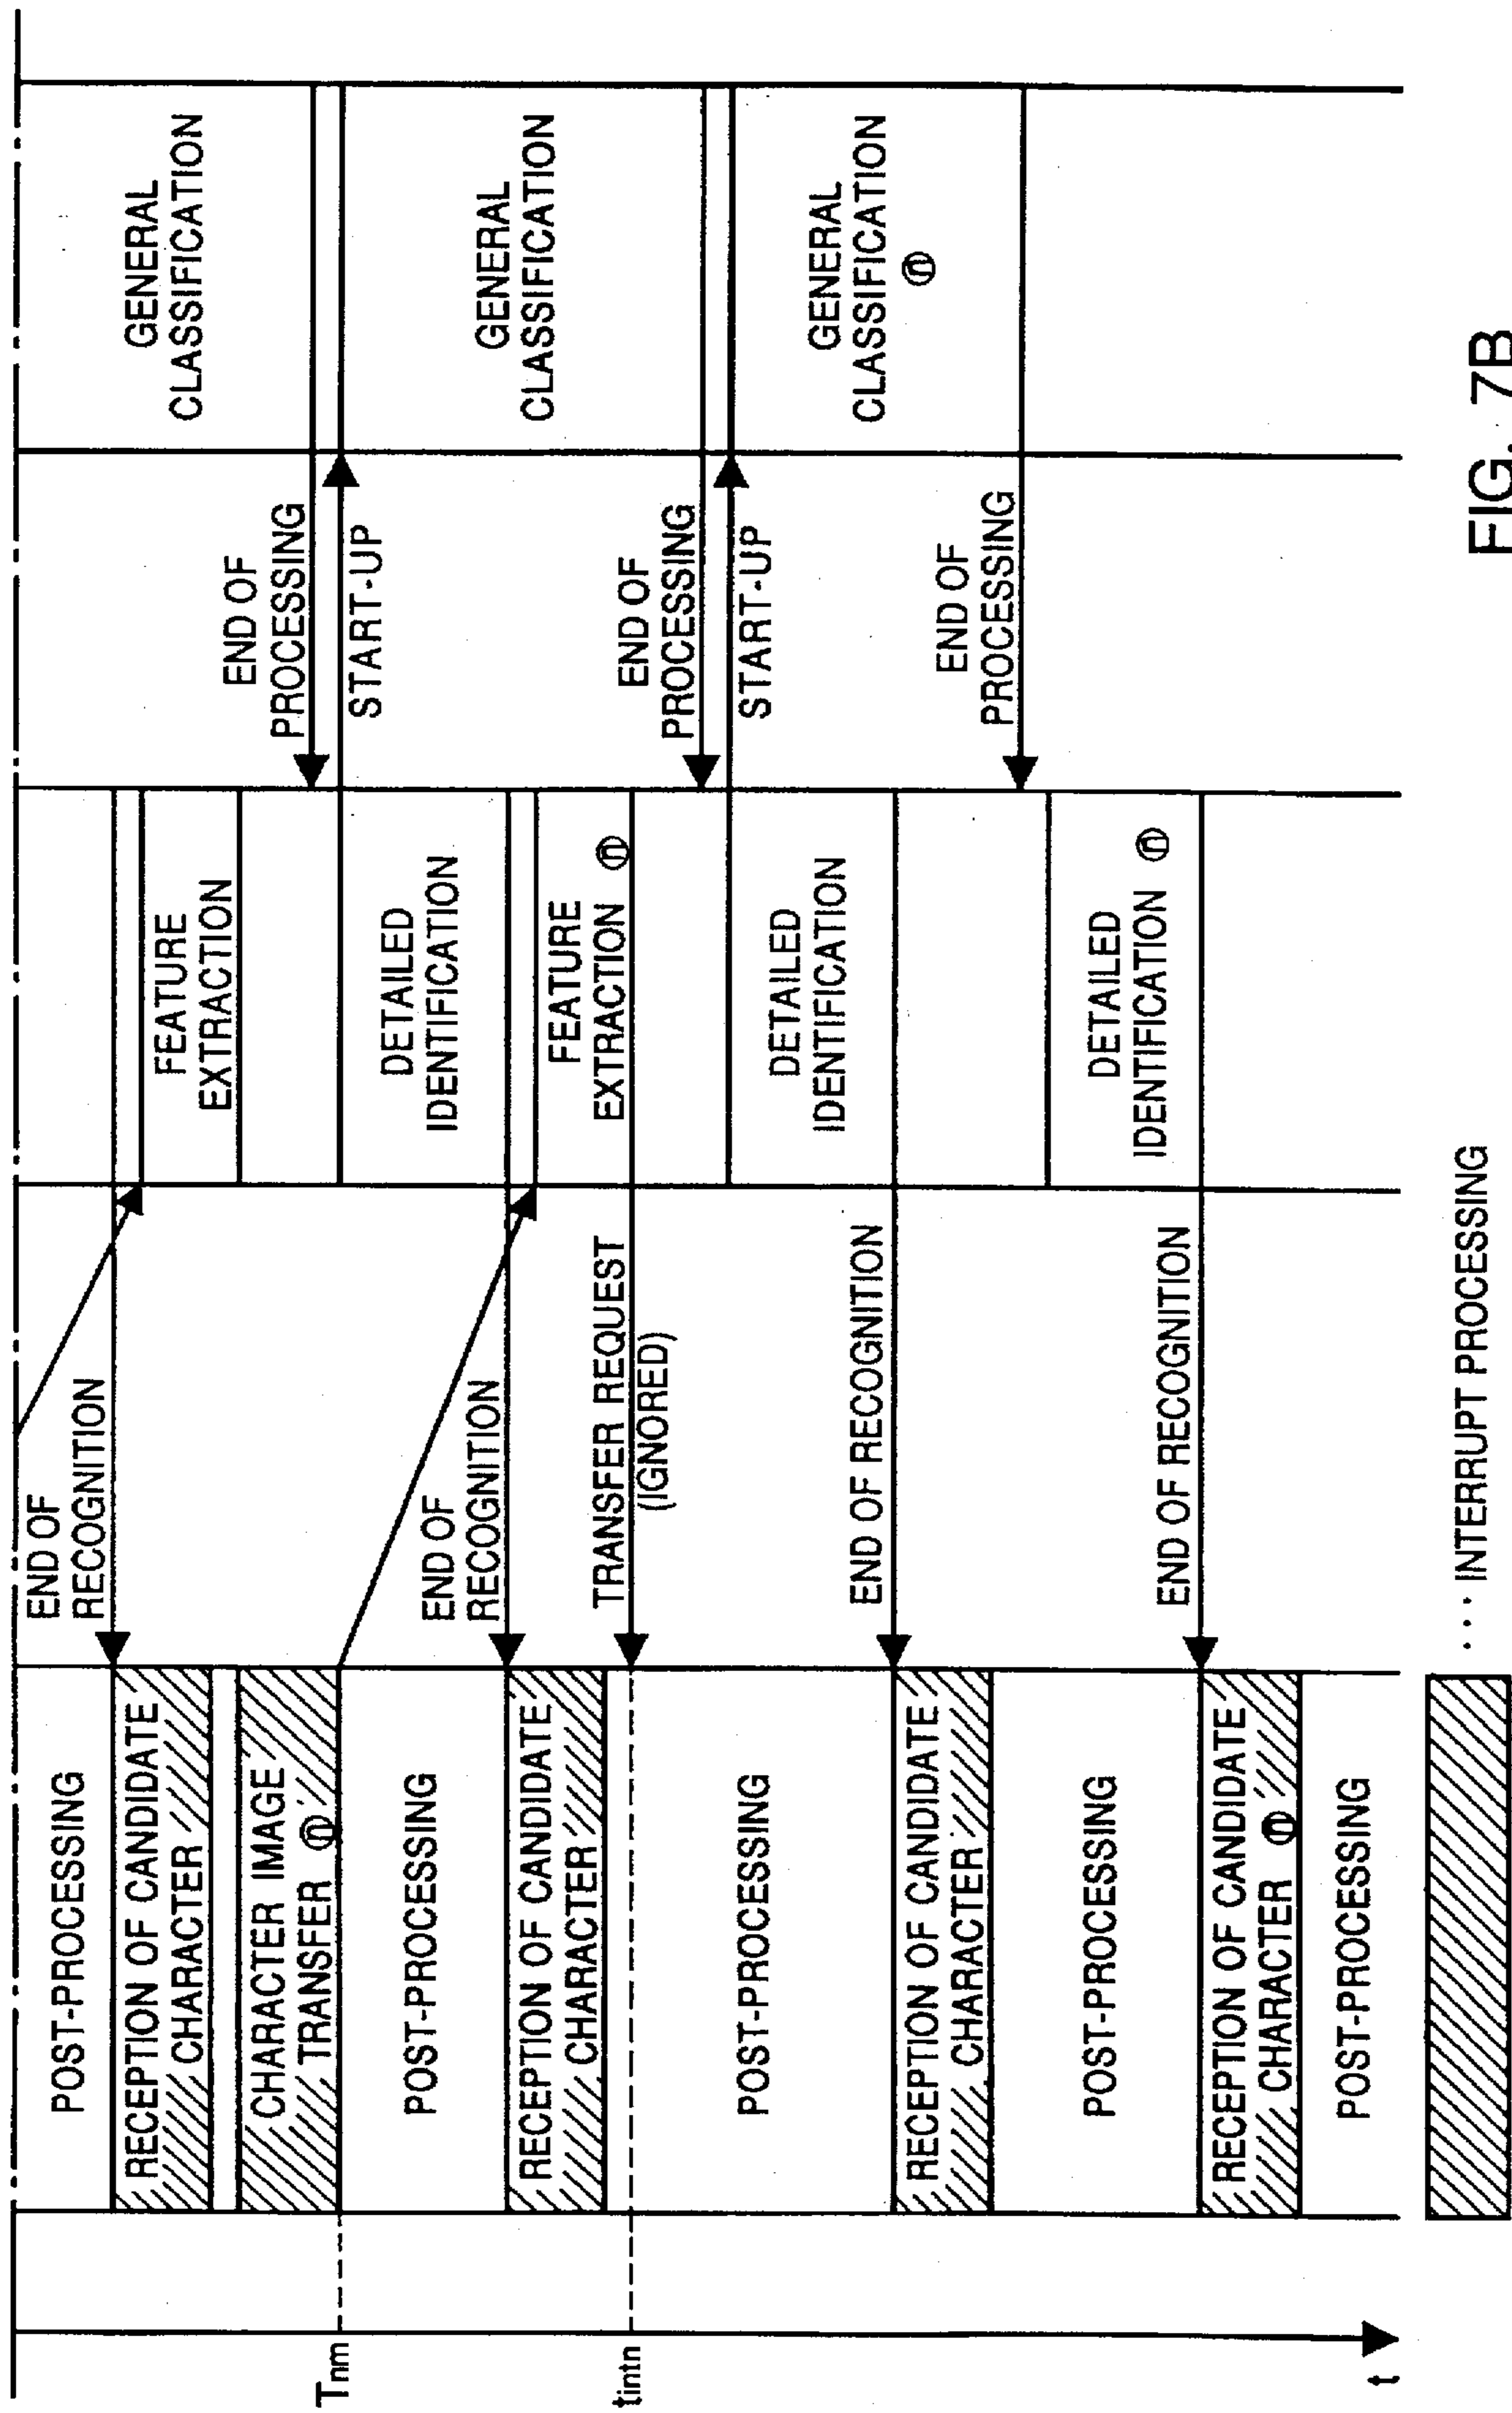 Tnm
tintn
t
POST-PROCESSING
RECEPTION OF CANDIDATE
CHARACTER
CHARACTER IMAGE
TRANSFER ⓝ
POST-PROCESSING
RECEPTION OF CANDIDATE
CHARACTER
POST-PROCESSING
RECEPTION OF CANDIDATE
CHARACTER
POST-PROCESSING
RECEPTION OF CANDIDATE
CHARACTER ⓝ
POST-PROCESSING
END OF
RECOGNITION
END OF
RECOGNITION
TRANSFER REQUEST
(IGNORED)
END OF RECOGNITION
END OF RECOGNITION
FEATURE
EXTRACTION
DETAILED
IDENTIFICATION
FEATURE
EXTRACTION ⓝ
DETAILED
IDENTIFICATION
DETAILED
IDENTIFICATION ⓝ
END OF
PROCESSING
START-UP
END OF
PROCESSING
START-UP
END OF
PROCESSING
GENERAL
CLASSIFICATION
GENERAL
CLASSIFICATION
GENERAL
CLASSIFICATION
ⓝ
... INTERRUPT PROCESSING
FIG. 7B